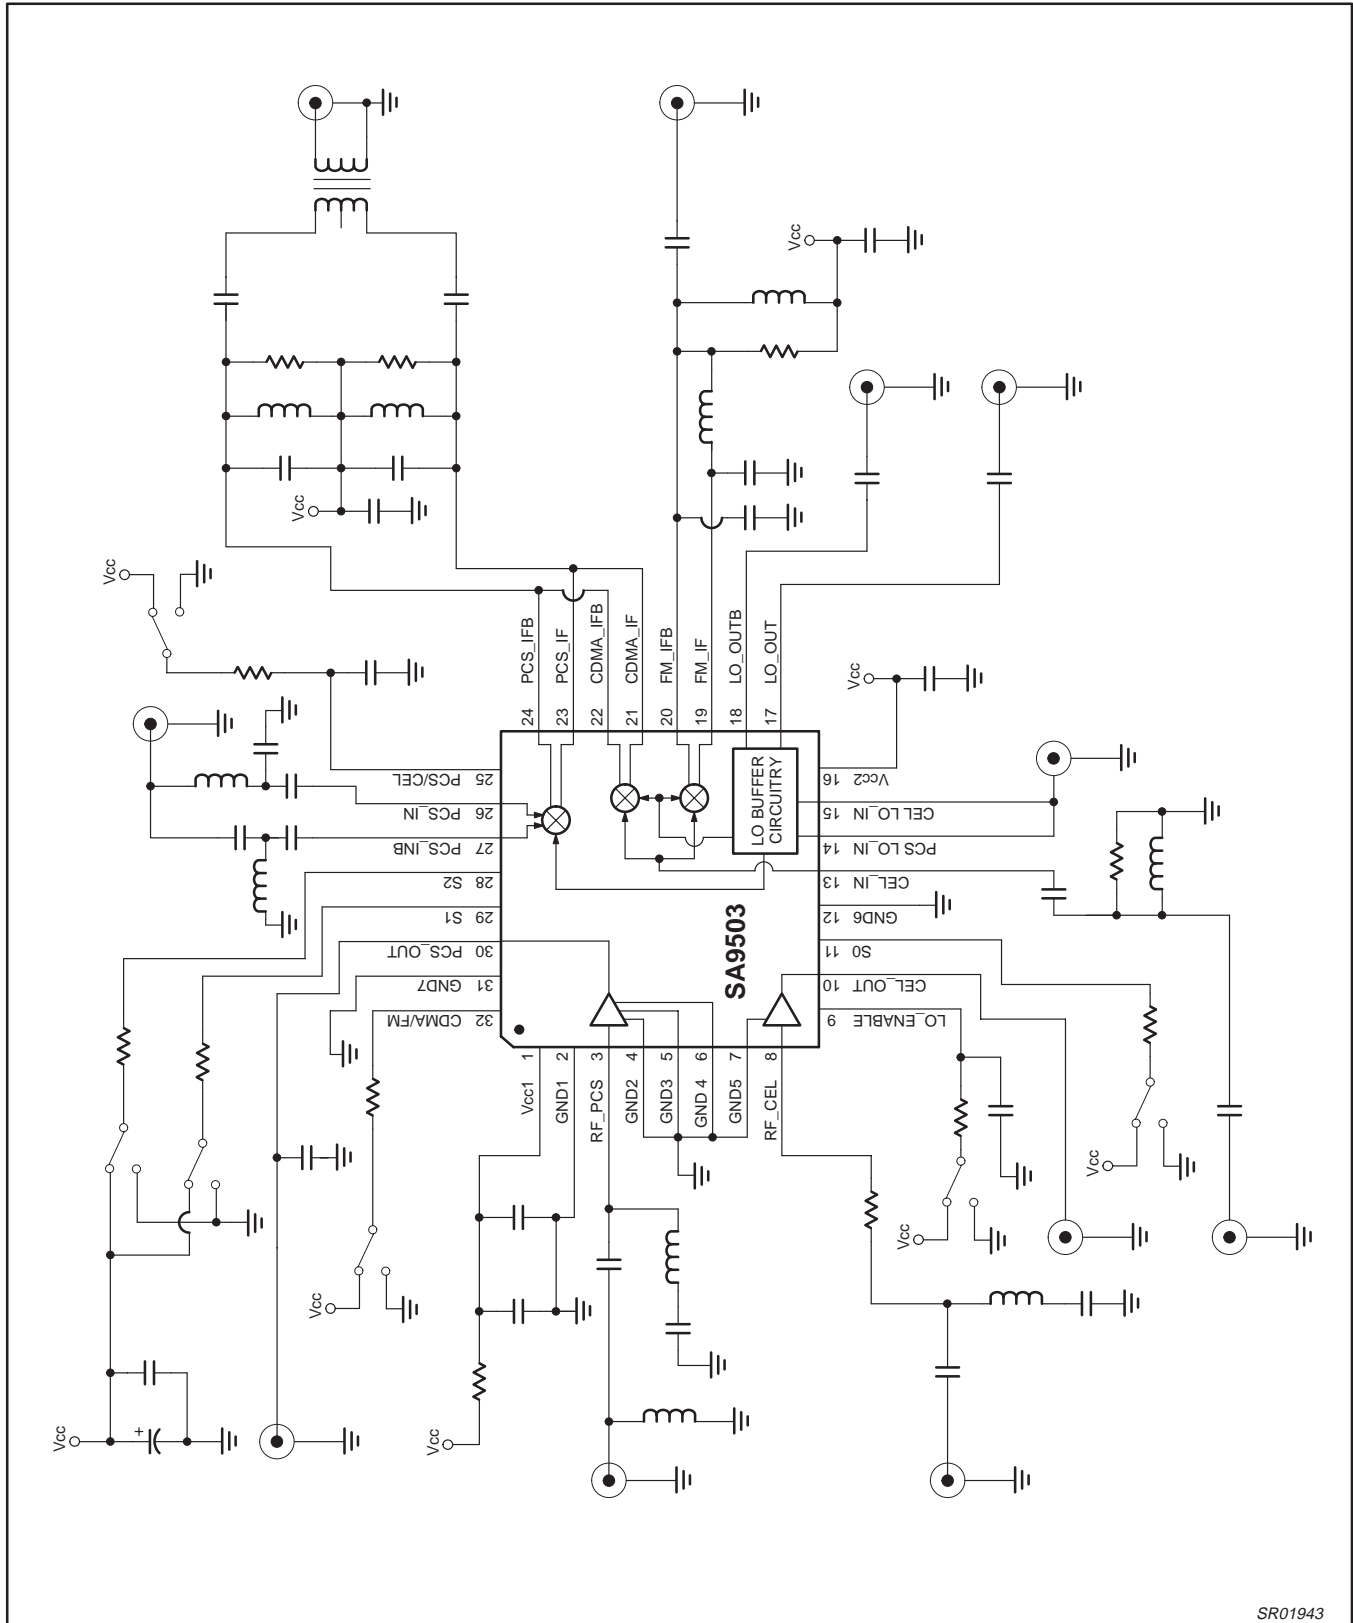 Vcc
Vcc
Vcc
PCS_IFB
PCS_IF
CDMA_IFB
CDMA_IF
FM_IFB
FM_IF
LO_OUTB
LO_OUT
24
23
22
21
20
19
18
17
Vcc
25 PCS/CEL
26 PCS_IN
27 PCS_INB
28 S2
29 S1
30 PCS_OUT
31 GND7
32 CDMA/FM
LO BUFFER
CIRCUITRY
SA9503
16 Vcc2
15 CEL LO_IN
14 PCS LO_IN
13 CEL_IN
12 GND6
11 S0
10 CEL_OUT
9 LO_ENABLE
1
2
3
4
5
6
7
8
Vcc1
GND1
RF_PCS
GND2
GND3
GND 4
GND5
RF_CEL
Vcc
Vcc
Vcc
Vcc
+
Vcc
SR01943